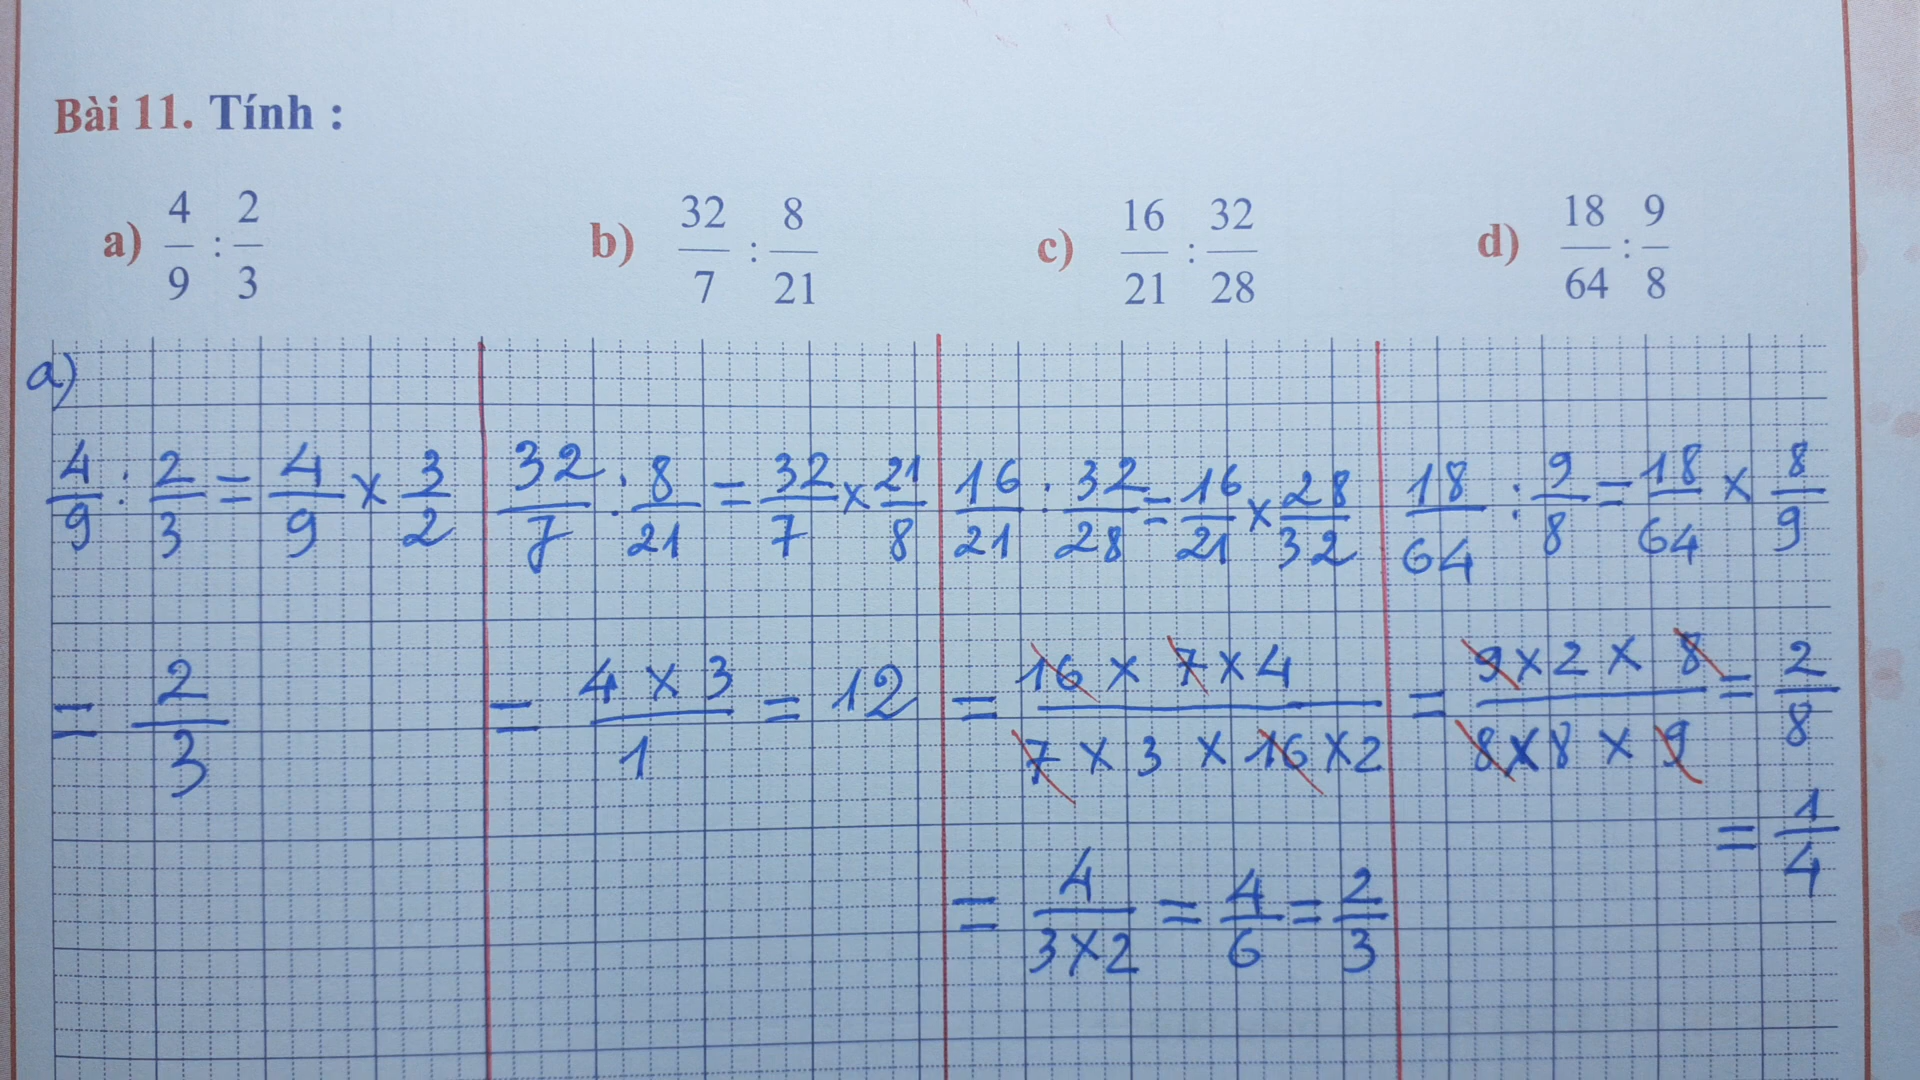 Bài 11. Tính :
a) 4/9 : 2/3 b) 32/7 : 8/21 c) 16/21 : 32/28 d) 18/64 : 9/8
a)
4/9 : 2/3 = 4/9 x 3/2
= 2/3
32/7 : 8/21 = 32/7 x 21/8
= 4 x 3/1 = 12
16/21 : 32/28 = 16/21 x 28/32
= 16 x 7 x 4/7 x 3 x 16 x 2
= 4/3 x 2 = 4/6 = 2/3
18/64 : 9/8 = 18/64 x 8/9
= 9 x 2 x 8/8 x 8 x 9 = 2/8
= 1/4